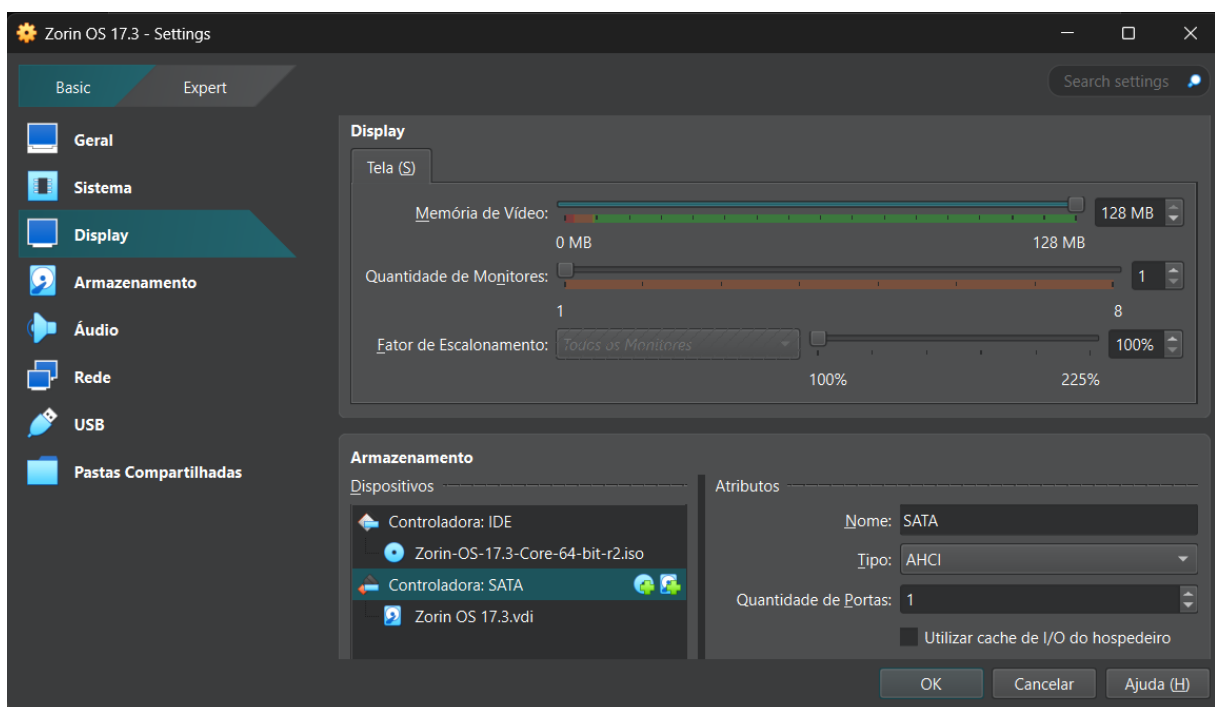 Zorin OS 17.3 - Settings
Basic Expert Search settings
Geral
Sistema
Display
Armazenamento
Áudio
Rede
USB
Pastas Compartilhadas
Display
Tela (S)
Memória de Vídeo: 128 MB
0 MB 128 MB
Quantidade de Monitores: 1
1 8
Fator de Escalonamento: Todos os Monitores 100%
100% 225%
Armazenamento
Dispositivos Atributos
Controladora: IDE Nome: SATA
Zorin-OS-17.3-Core-64-bit-r2.iso Tipo: AHCI
Controladora: SATA Quantidade de Portas: 1
Zorin OS 17.3.vdi Utilizar cache de I/O do hospedeiro
OK Cancelar Ajuda (H)